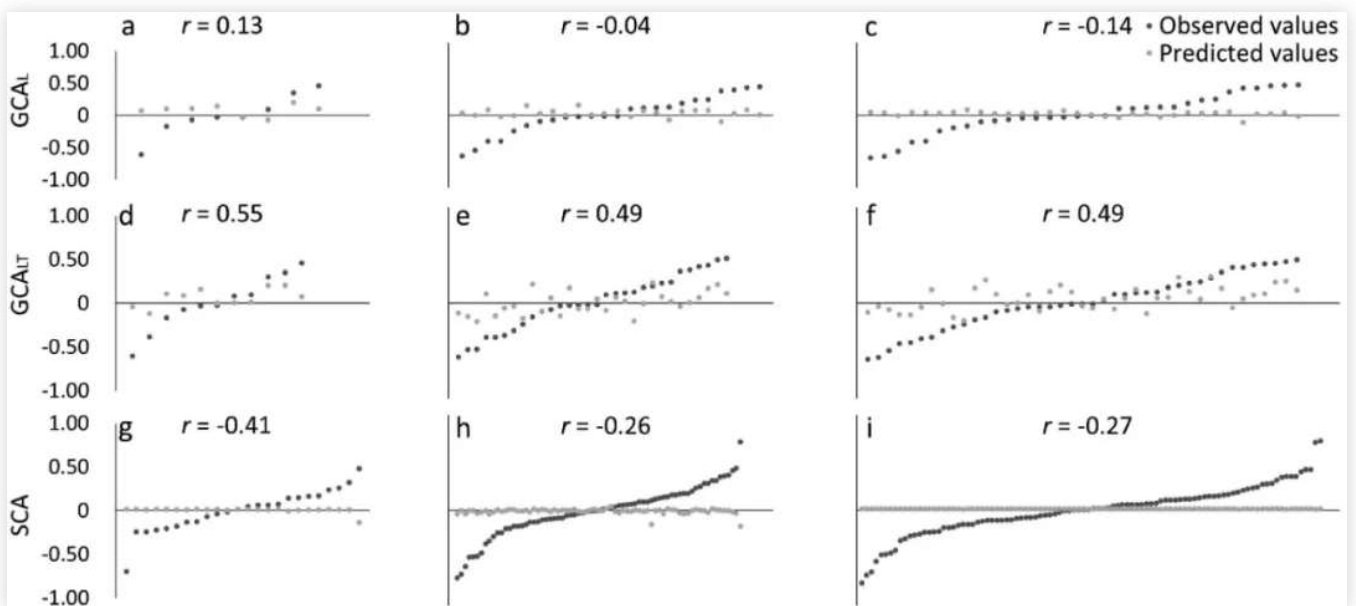 a r = 0.13 b r = -0.04 c r = -0.14 • Observed values
• Predicted values
GCAL
1.00
0.50
0
-0.50
-1.00
d r = 0.55 e r = 0.49 f r = 0.49
GCALT
1.00
0.50
0
-0.50
-1.00
g r = -0.41 h r = -0.26 i r = -0.27
SCA
1.00
0.50
0
-0.50
-1.00